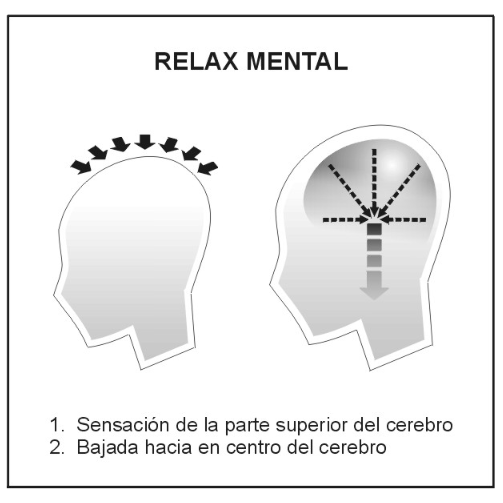 RELAX MENTAL
1. Sensación de la parte superior del cerebro
2. Bajada hacia en centro del cerebro